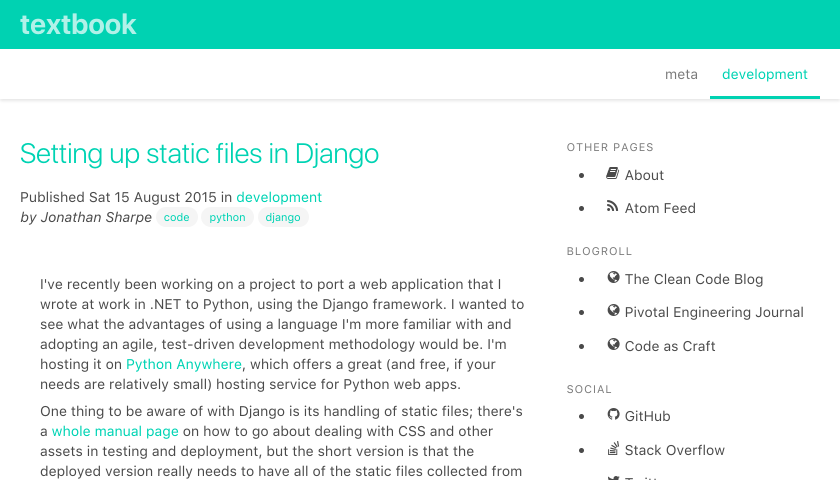 textbook
meta
development
Setting up static files in Django
Published Sat 15 August 2015 in development
by Jonathan Sharpe code python django
I've recently been working on a project to port a web application that I
wrote at work in .NET to Python, using the Django framework. I wanted to
see what the advantages of using a language I'm more familiar with and
adopting an agile, test-driven development methodology would be. I'm
hosting it on Python Anywhere, which offers a great (and free, if your
needs are relatively small) hosting service for Python web apps.
One thing to be aware of with Django is its handling of static files; there's
a whole manual page on how to go about dealing with CSS and other
assets in testing and deployment, but the short version is that the
deployed version really needs to have all of the static files collected from
OTHER PAGES
About
Atom Feed
BLOGROLL
The Clean Code Blog
Pivotal Engineering Journal
Code as Craft
SOCIAL
GitHub
Stack Overflow